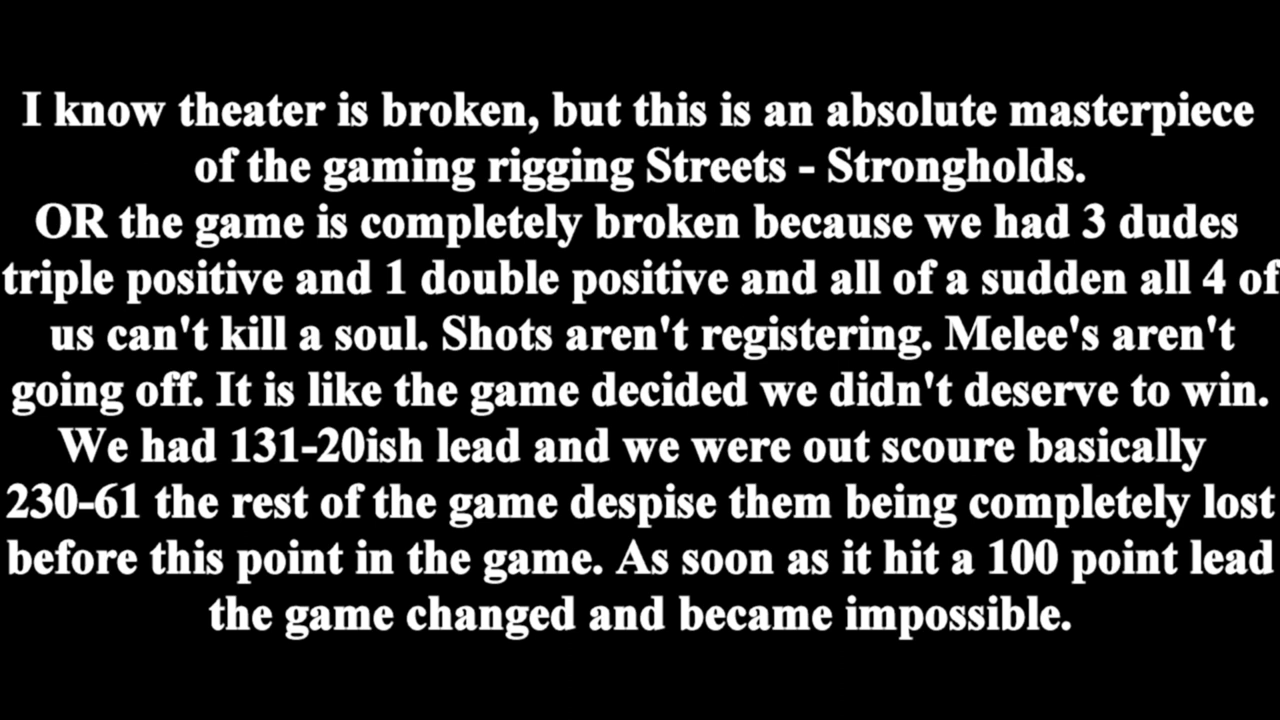 I know theater is broken, but this is an absolute masterpiece
of the gaming rigging Streets - Strongholds.
OR the game is completely broken because we had 3 dudes
triple positive and 1 double positive and all of a sudden all 4 of
us can't kill a soul. Shots aren't registering. Melee's aren't
going off. It is like the game decided we didn't deserve to win.
We had 131-20ish lead and we were out scoure basically
230-61 the rest of the game despise them being completely lost
before this point in the game. As soon as it hit a 100 point lead
the game changed and became impossible.